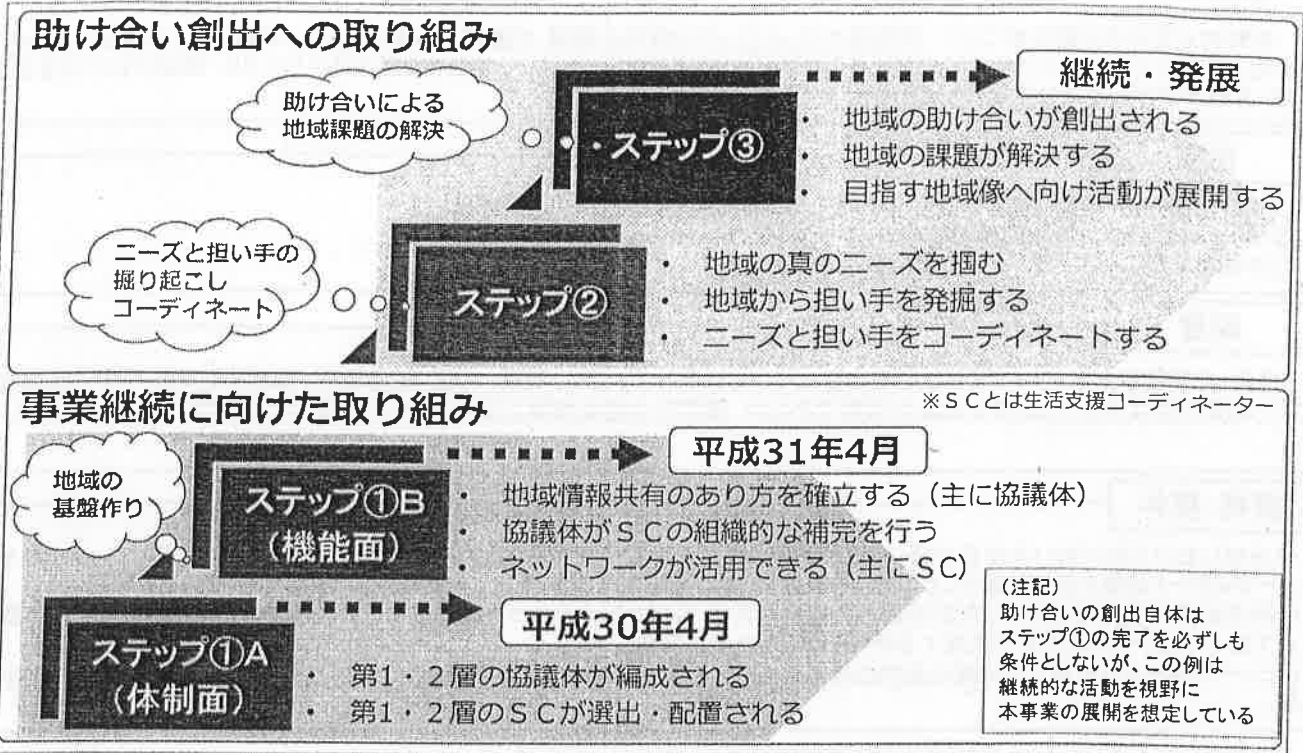 助け合い創出への取り組み
助け合いによる
地域課題の解決
ステップ③
継続・発展
・ 地域の助け合いが創出される
・ 地域の課題が解決する
・ 目指す地域像へ向け活動が展開する
ニーズと担い手の
掘り起こし
コーディネート
ステップ②
・ 地域の真のニーズを掴む
・ 地域から担い手を発掘する
・ ニーズと担い手をコーディネートする
事業継続に向けた取り組み
※ＳＣとは生活支援コーディネーター
地域の
基盤作り
ステップ①B
（機能面）
平成31年4月
・ 地域情報共有のあり方を確立する（主に協議体）
・ 協議体がＳＣの組織的な補完を行う
・ ネットワークが活用できる（主にＳＣ）
ステップ①A
（体制面）
平成30年4月
・ 第1・2層の協議体が編成される
・ 第1・2層のＳＣが選出・配置される
（注記）
助け合いの創出自体は
ステップ①の完了を必ずしも
条件としないが、この例は
継続的な活動を視野に
本事業の展開を想定している